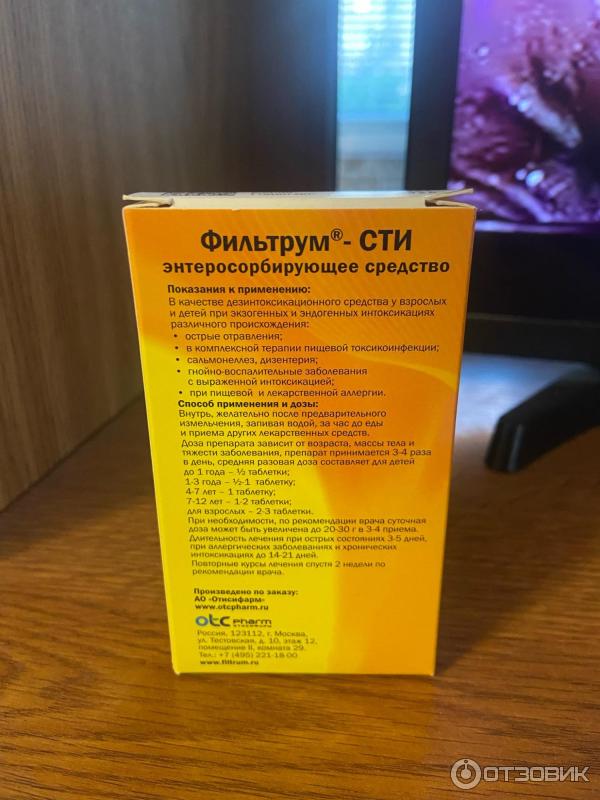 Фильтрум®- СТИ
энтеросорбирующее средство
Показания к применению:
В качестве дезинтоксикационного средства у взрослых
и детей при экзогенных и эндогенных интоксикациях
различного происхождения:
• острые отравления;
• в комплексной терапии пищевой токсикоинфекции;
• сальмонеллез, дизентерия;
• гнойно-воспалительные заболевания
с выраженной интоксикацией;
• при пищевой и лекарственной аллергии.
Способ применения и дозы:
Внутрь, желательно после предварительного
измельчения, запивая водой, за час до еды
и приема других лекарственных средств.
Доза препарата зависит от возраста, массы тела и
тяжести заболевания, препарат принимается 3-4 раза
в день, средняя разовая доза составляет для детей
до 1 года – ½ таблетки;
1-3 года – ½-1 таблетку;
4-7 лет – 1 таблетку;
7-12 лет – 1-2 таблетки;
для взрослых – 2-3 таблетки.
При необходимости, по рекомендации врача суточная
доза может быть увеличена до 20-30 г в 3-4 приема.
Длительность лечения при острых состояниях 3-5 дней,
при аллергических заболеваниях и хронических
интоксикациях до 14-21 дней.
Повторные курсы лечения спустя 2 недели по
рекомендации врача.
Произведено по заказу:
АО «Отисифарм»
www.otcpharm.ru
otc pharm
отисифарм
Россия, 123112, г. Москва,
ул. Тестовская, д. 10, этаж 12,
помещение II, комната 29.
Тел.: +7 (495) 221-18 00
www.filtrum.ru
ОТЗОВИК